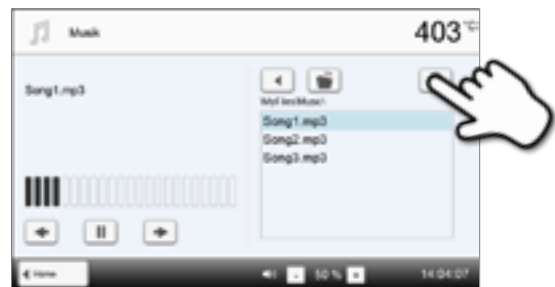 Musik
403 °C
Song1.mp3
MyFiles\Music\
Song1.mp3
Song2.mp3
Song3.mp3
Home
- 50 % +
14:04:07